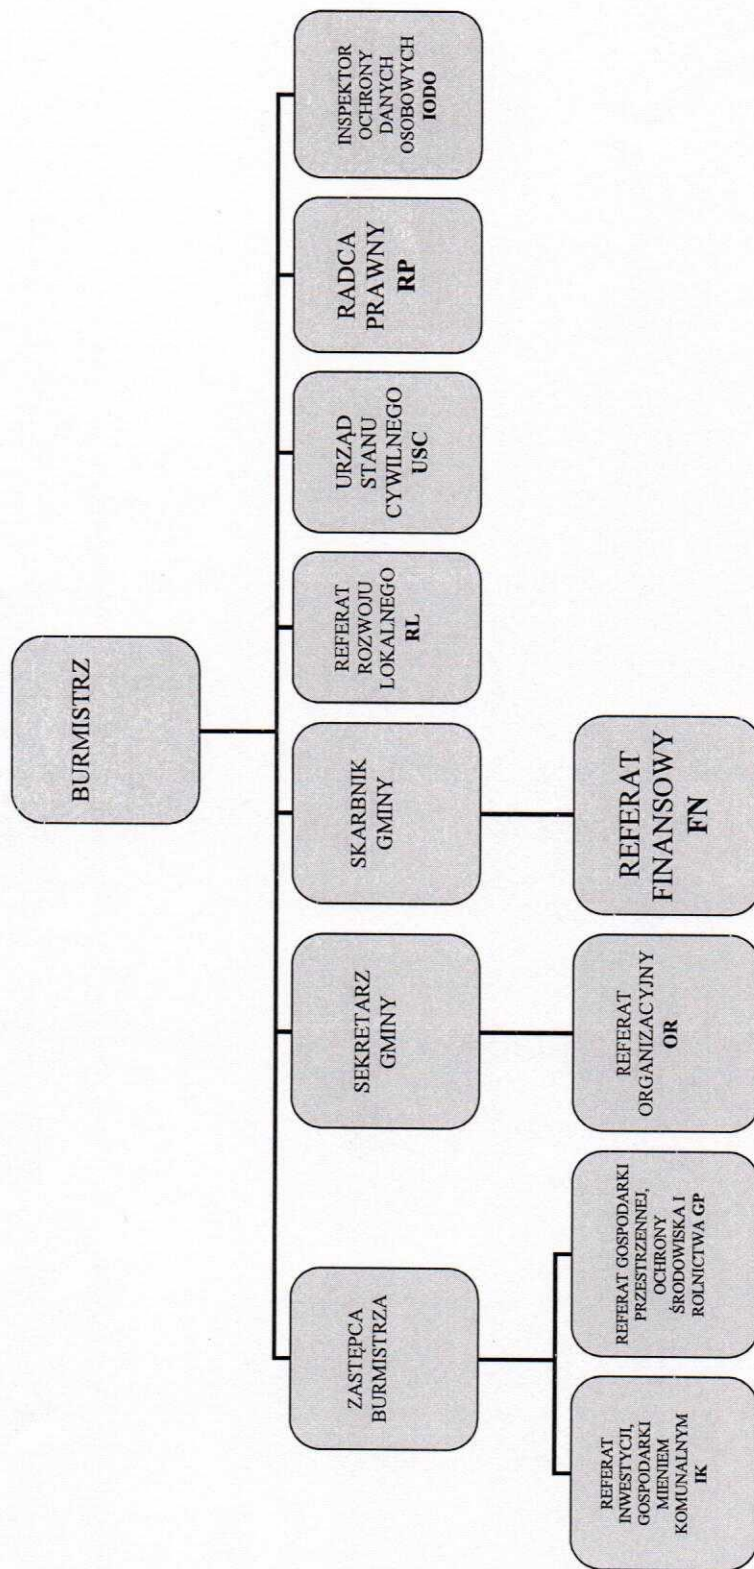 BURMISTRZ
ZASTĘPCA
BURMISTRZA
SEKRETARZ
GMINY
SKARBNIK
GMINY
REFERAT
ROZWOJU
LOKALNEGO
RL
URZĄD
STANU
CYWILNEGO
USC
RADCA
PRAWNY
RP
INSPEKTOR
OCHRONY
DANYCH
OSOBOWYCH
IODO
REFERAT
INWESTYCJI,
GOSPODARKI
MIENIEM
KOMUNALNYM
IK
REFERAT GOSPODARKI
PRZESTRZENNEJ,
OCHRONY
ŚRODOWISKA I
ROLNICTWA GP
REFERAT
ORGANIZACYJNY
OR
REFERAT
FINANSOWY
FN